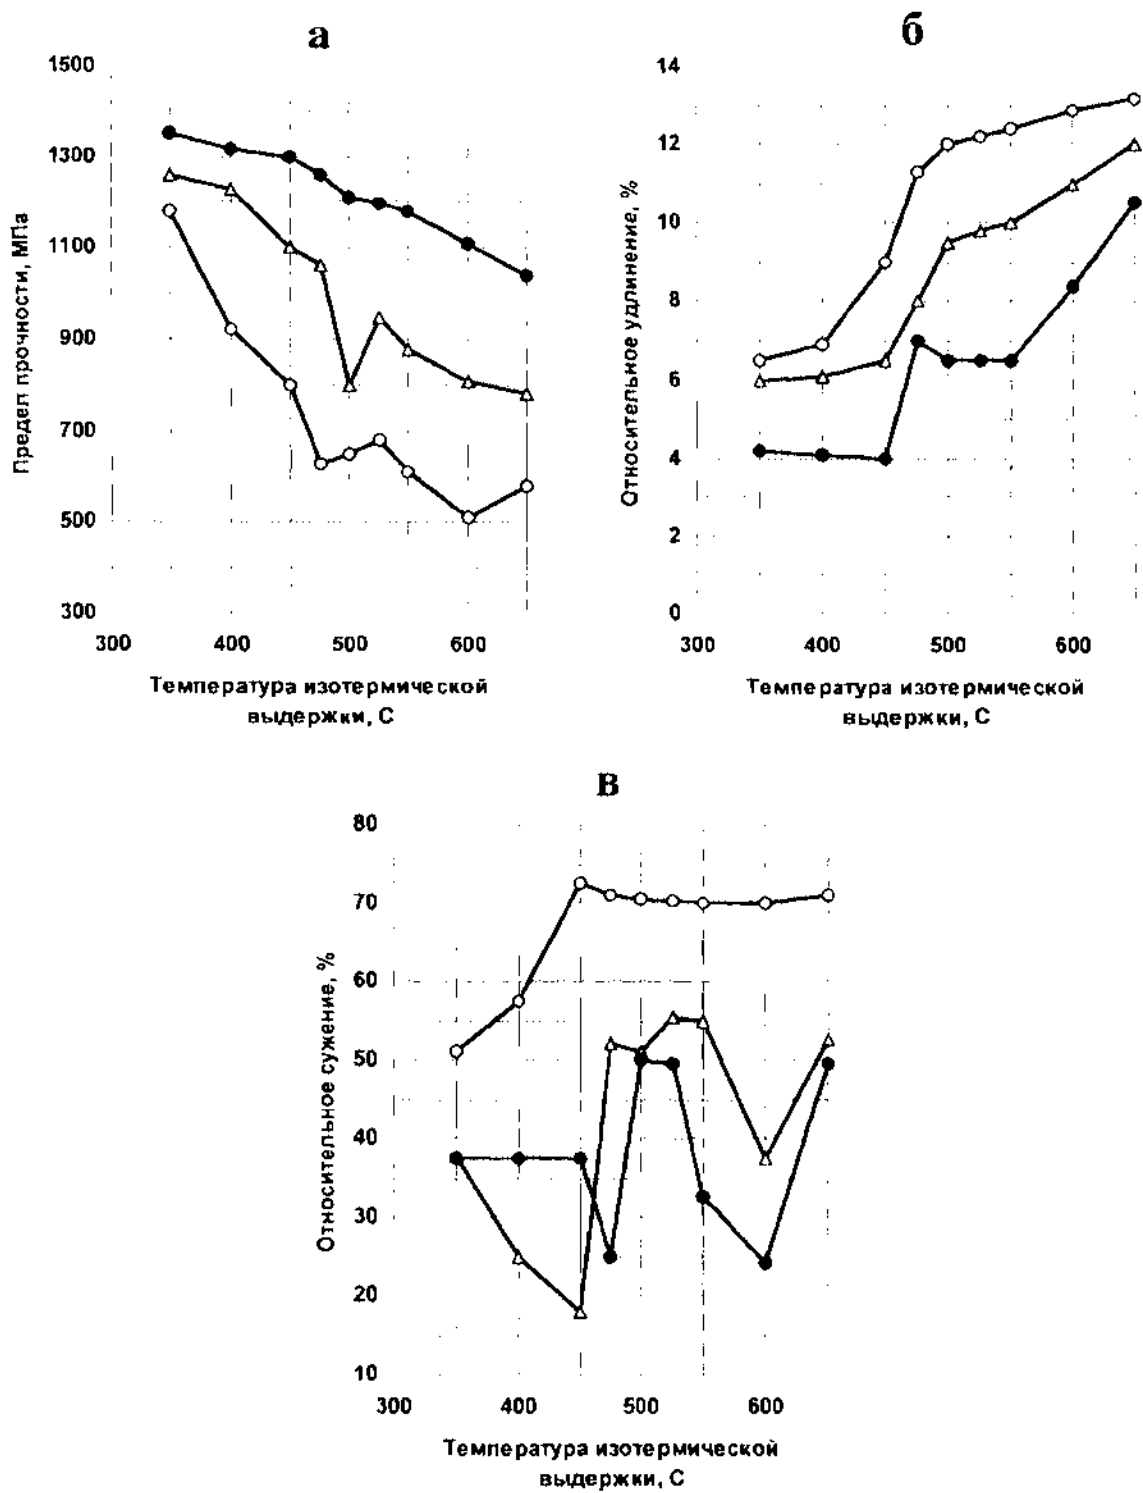 а
1500
1300
1100
900
700
500
300
Предел прочности, МПа
300 400 500 600
Температура изотермической
выдержки, С
б
14
12
10
8
6
4
2
0
Относительное удлинение, %
300 400 500 600
Температура изотермической
выдержки, С
в
80
70
60
50
40
30
20
10
Относительное сужение, %
300 400 500 600
Температура изотермической
выдержки, С